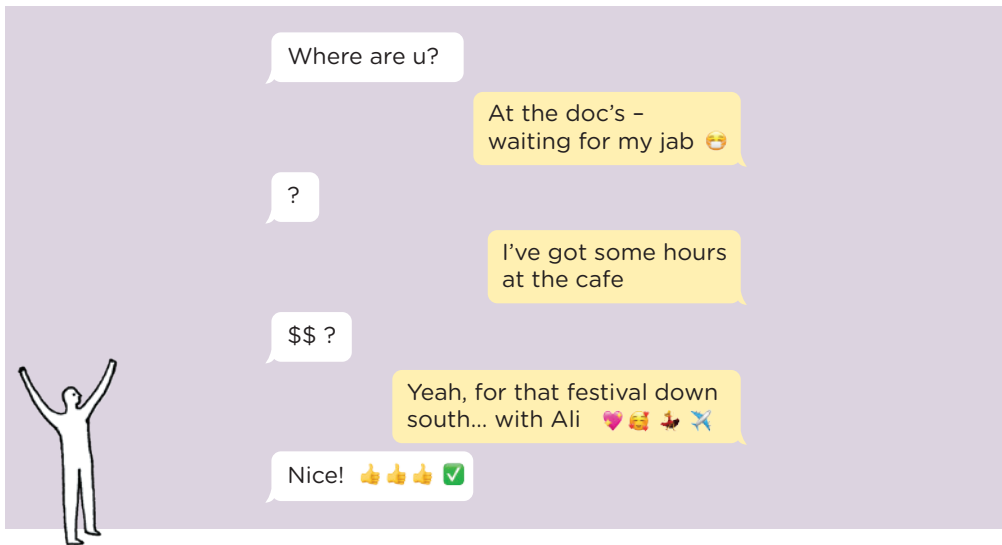 Where are u?
At the doc’s –
waiting for my jab 😷
?
I’ve got some hours
at the cafe
$$ ?
Yeah, for that festival down
south... with Ali 💖🥰💃✈️
Nice! 👍👍👍✅